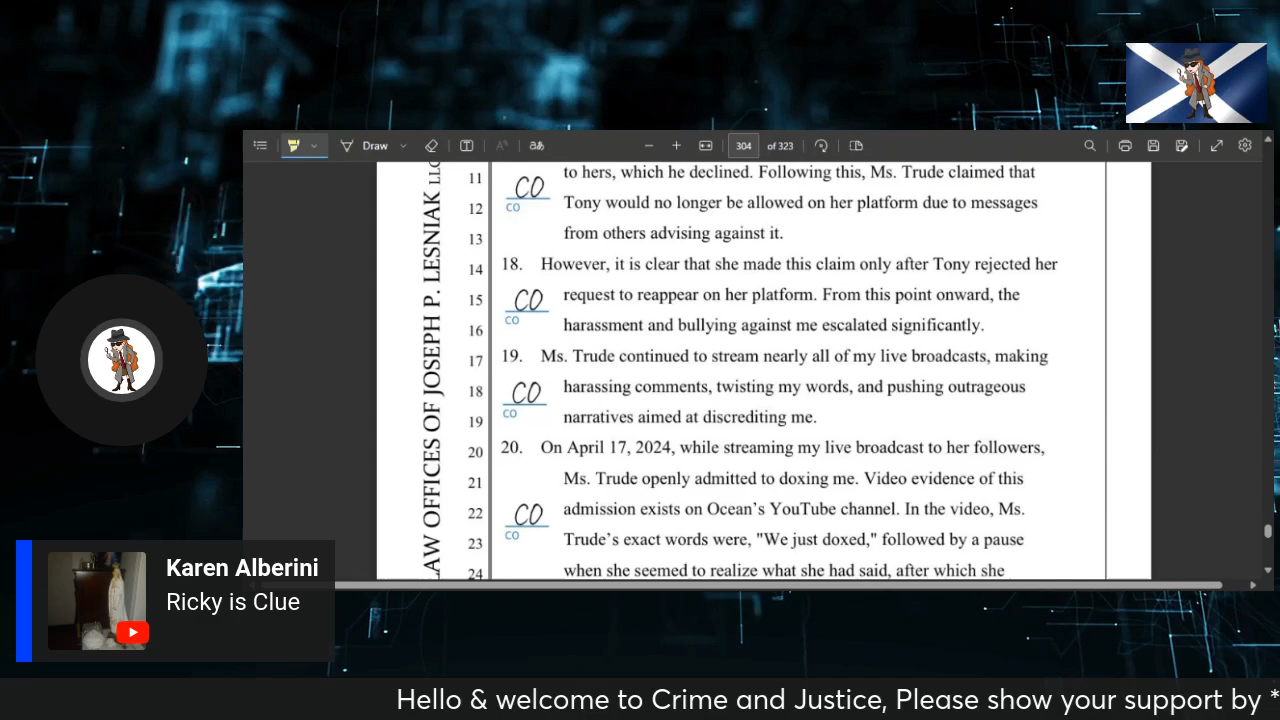 Draw
304 of 323
LAW OFFICES OF JOSEPH P. LESNIAK LLC
11 to hers, which he declined. Following this, Ms. Trude claimed that
CO
12 Tony would no longer be allowed on her platform due to messages
CO
13 from others advising against it.
14 18. However, it is clear that she made this claim only after Tony rejected her
15 CO request to reappear on her platform. From this point onward, the
CO
16 harassment and bullying against me escalated significantly.
17 19. Ms. Trude continued to stream nearly all of my live broadcasts, making
18 CO harassing comments, twisting my words, and pushing outrageous
CO
19 narratives aimed at discrediting me.
20 20. On April 17, 2024, while streaming my live broadcast to her followers,
21 Ms. Trude openly admitted to doxing me. Video evidence of this
22 CO admission exists on Ocean's YouTube channel. In the video, Ms.
CO
23 Trude's exact words were, "We just doxed," followed by a pause
24 when she seemed to realize what she had said, after which she
Karen Alberini
Ricky is Clue
Hello & welcome to Crime and Justice, Please show your support by *